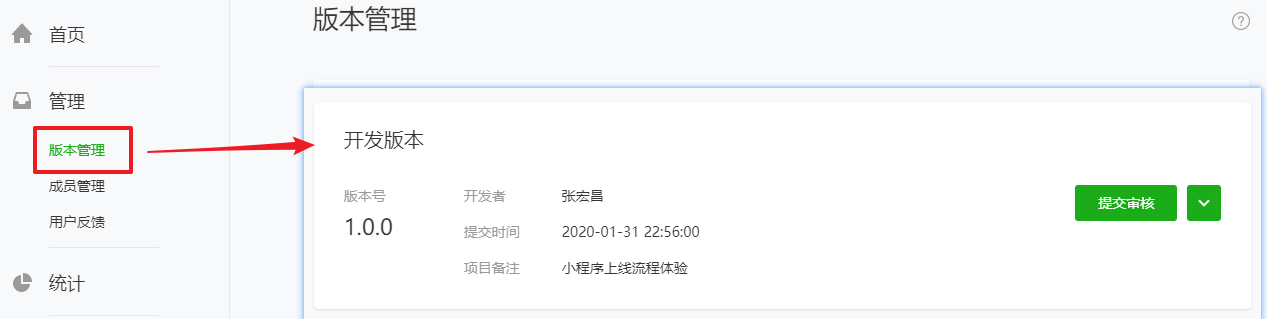 首页
管理
版本管理
成员管理
用户反馈
统计
版本管理
?
开发版本
版本号
1.0.0
开发者 张宏昌
提交时间 2020-01-31 22:56:00
项目备注 小程序上线流程体验
提交审核